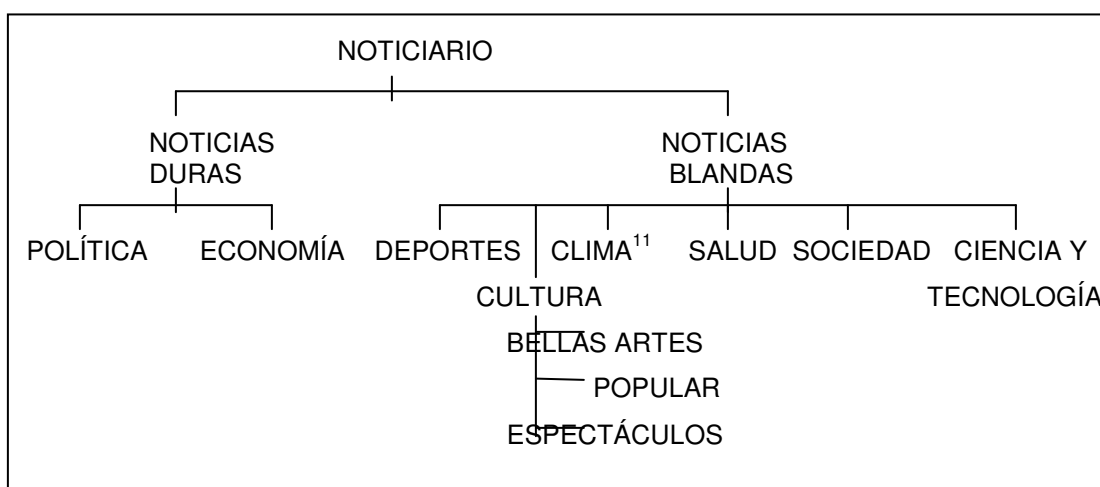 NOTICIARIO
NOTICIAS DURAS
NOTICIAS BLANDAS
POLÍTICA
ECONOMÍA
DEPORTES
CLIMA11
SALUD
SOCIEDAD
CIENCIA Y TECNOLOGÍA
CULTURA
BELLAS ARTES
POPULAR
ESPECTÁCULOS